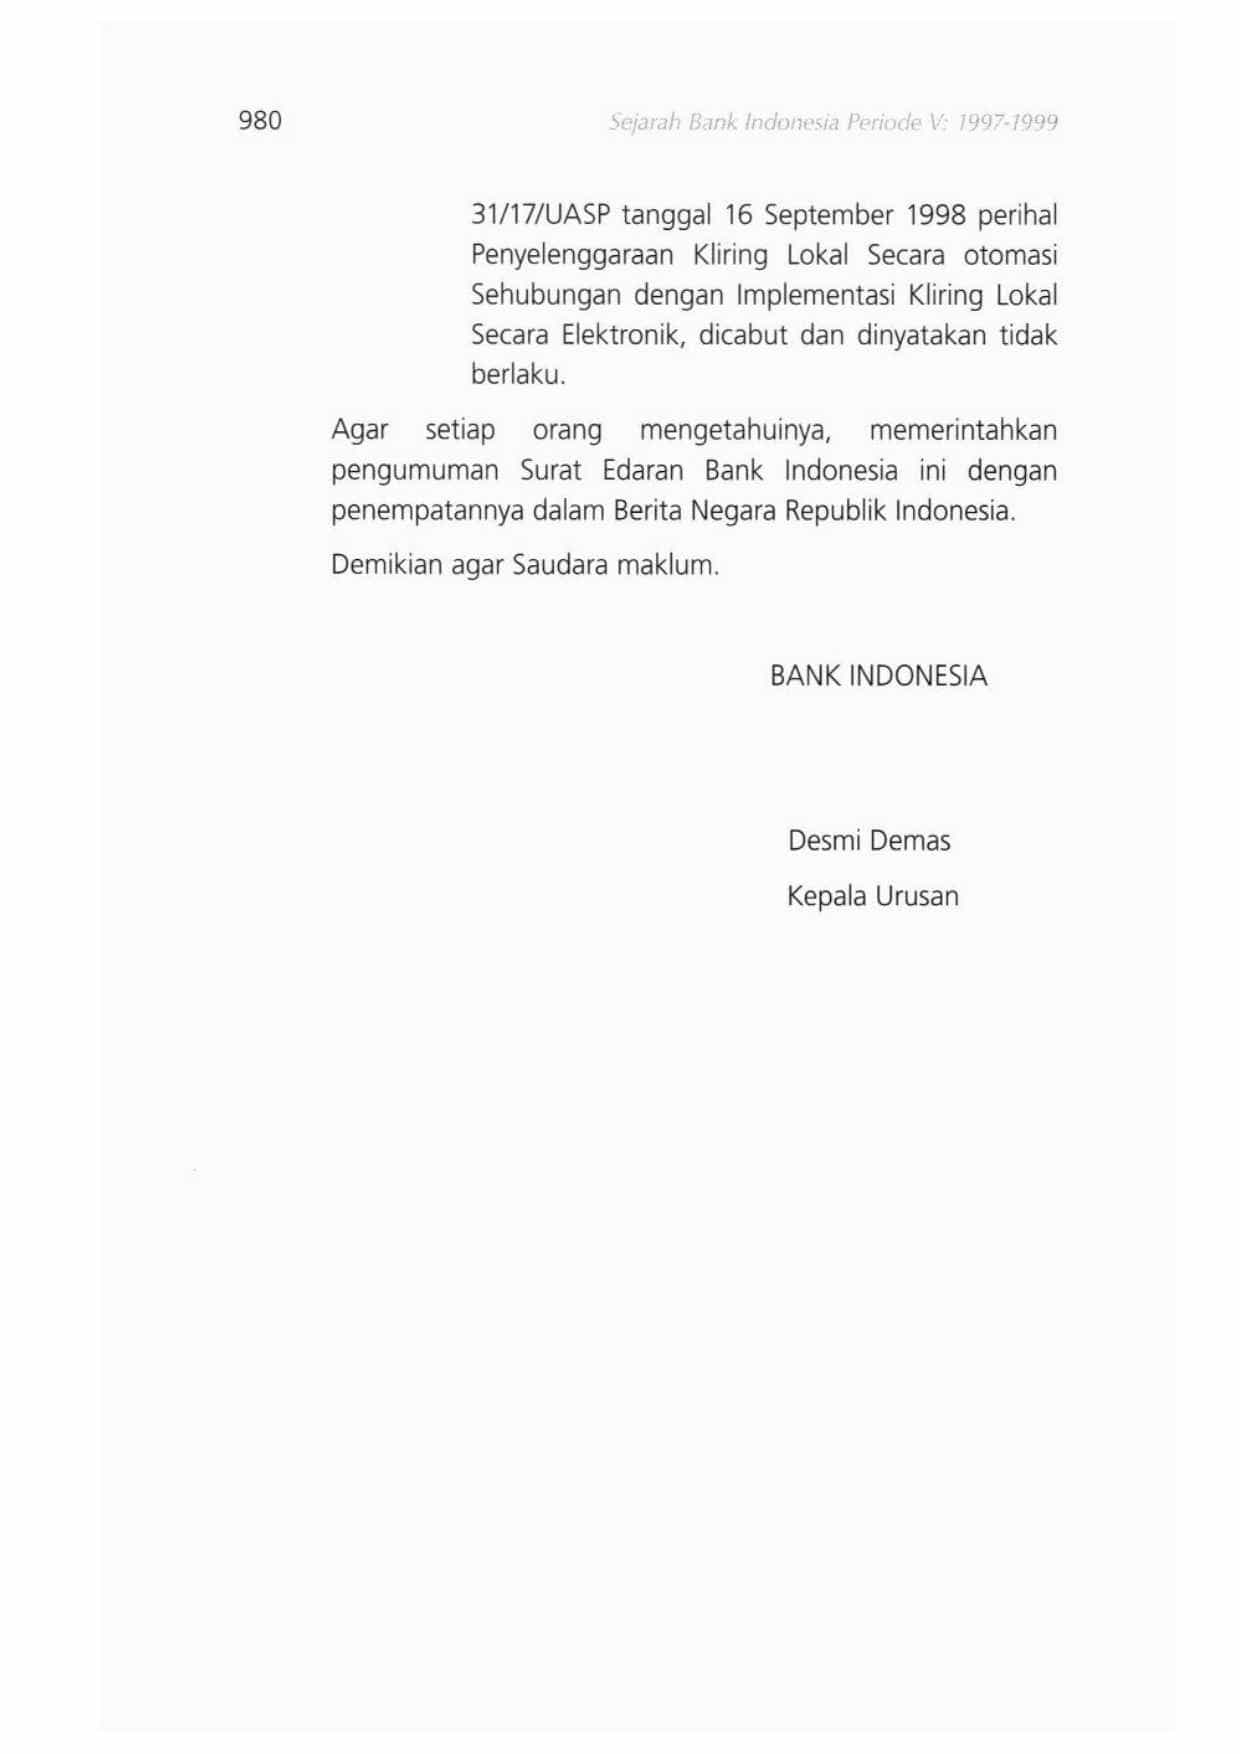 980
Sejarah Bank Indonesia Periode V: 1997-1999
31/17/UASP tanggal 16 September 1998 perihal
Penyelenggaraan Kliring Lokal Secara otomasi
Sehubungan dengan Implementasi Kliring Lokal
Secara Elektronik, dicabut dan dinyatakan tidak
berlaku.
Agar setiap orang mengetahuinya, memerintahkan
pengumuman Surat Edaran Bank Indonesia ini dengan
penempatannya dalam Berita Negara Republik Indonesia.
Demikian agar Saudara maklum.
BANK INDONESIA
Desmi Demas
Kepala Urusan